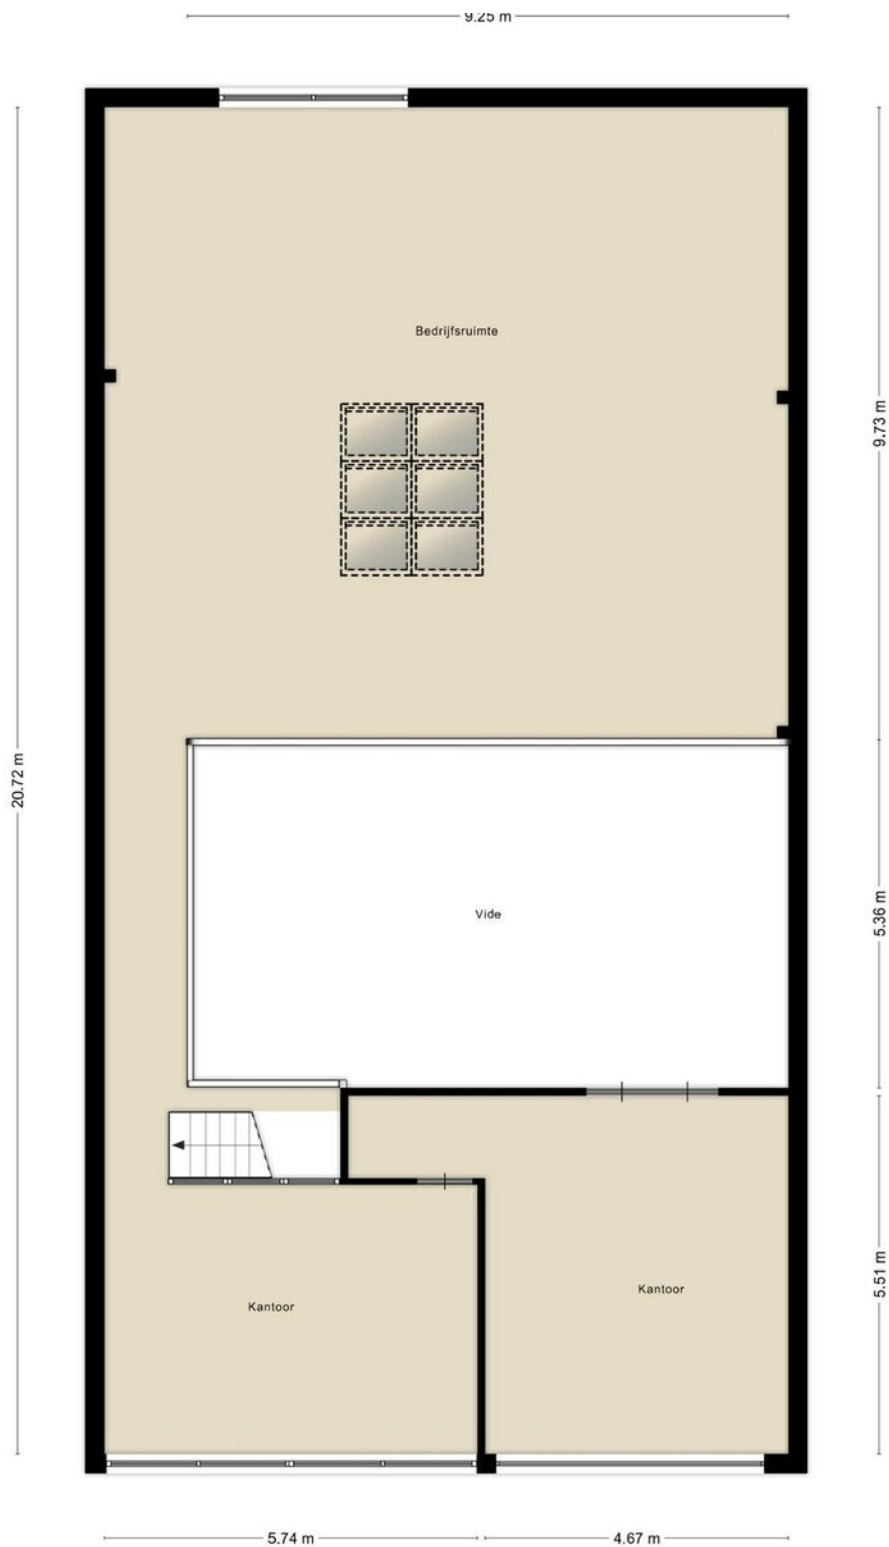 9.25 m
Bedrijfsruimte
9.73 m
20.72 m
Vide
5.36 m
Kantoor
Kantoor
5.51 m
5.74 m
4.67 m